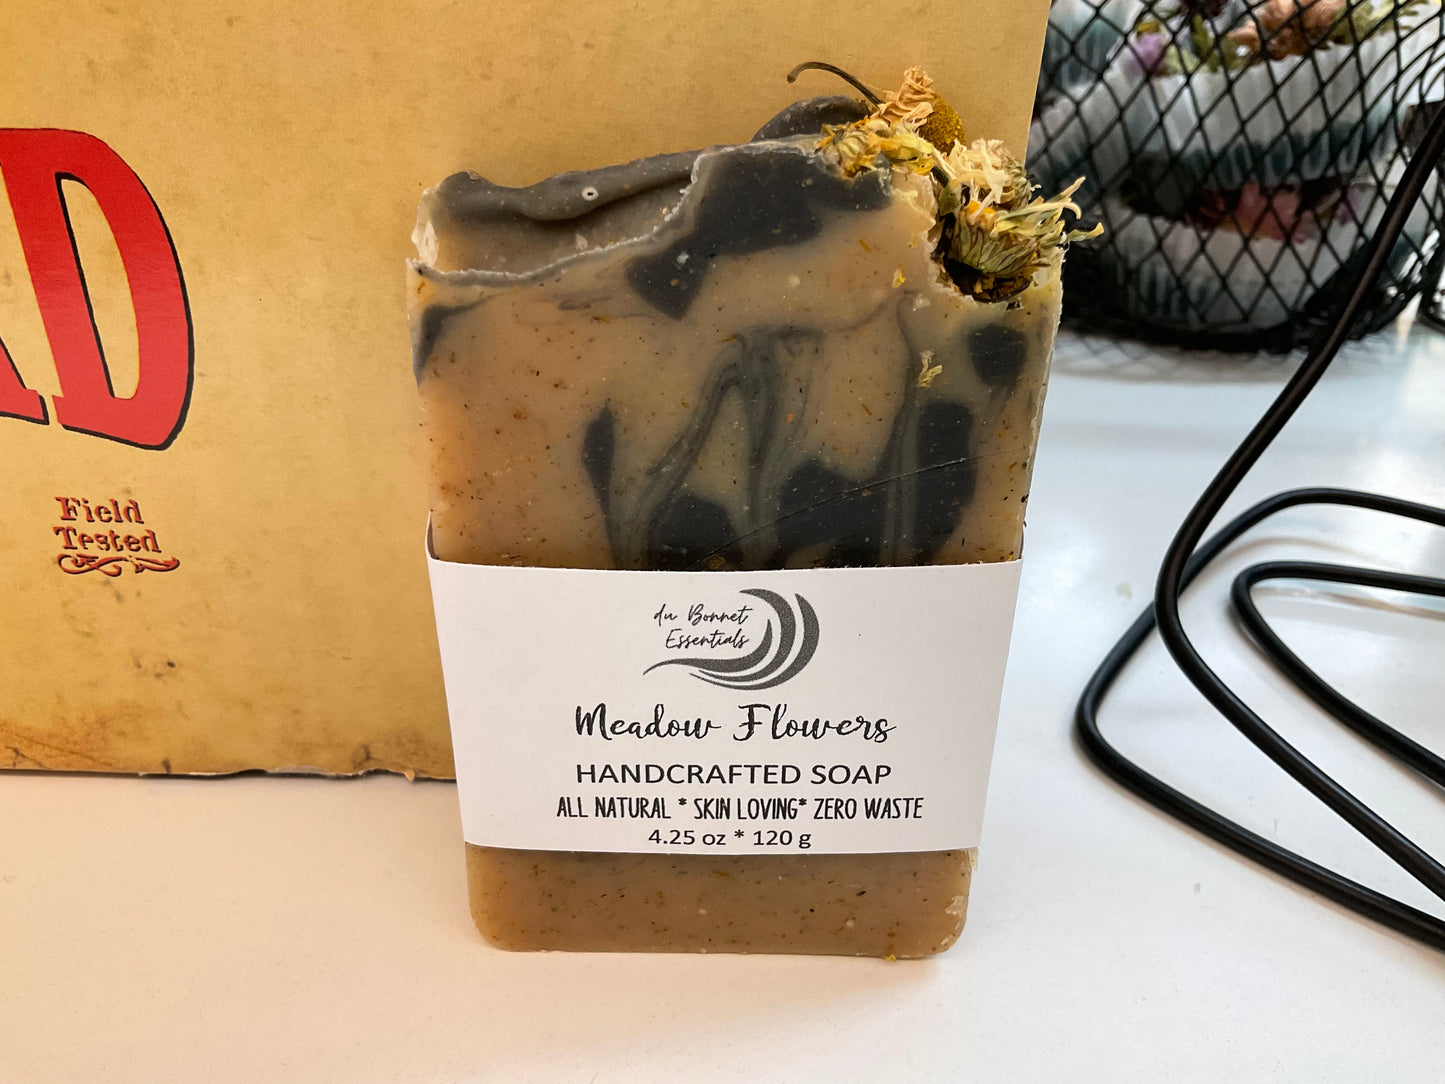 AD
Field
Tested
du Bonnet
Essentials
Meadow Flowers
HANDCRAFTED SOAP
ALL NATURAL * SKIN LOVING* ZERO WASTE
4.25 oz * 120 g